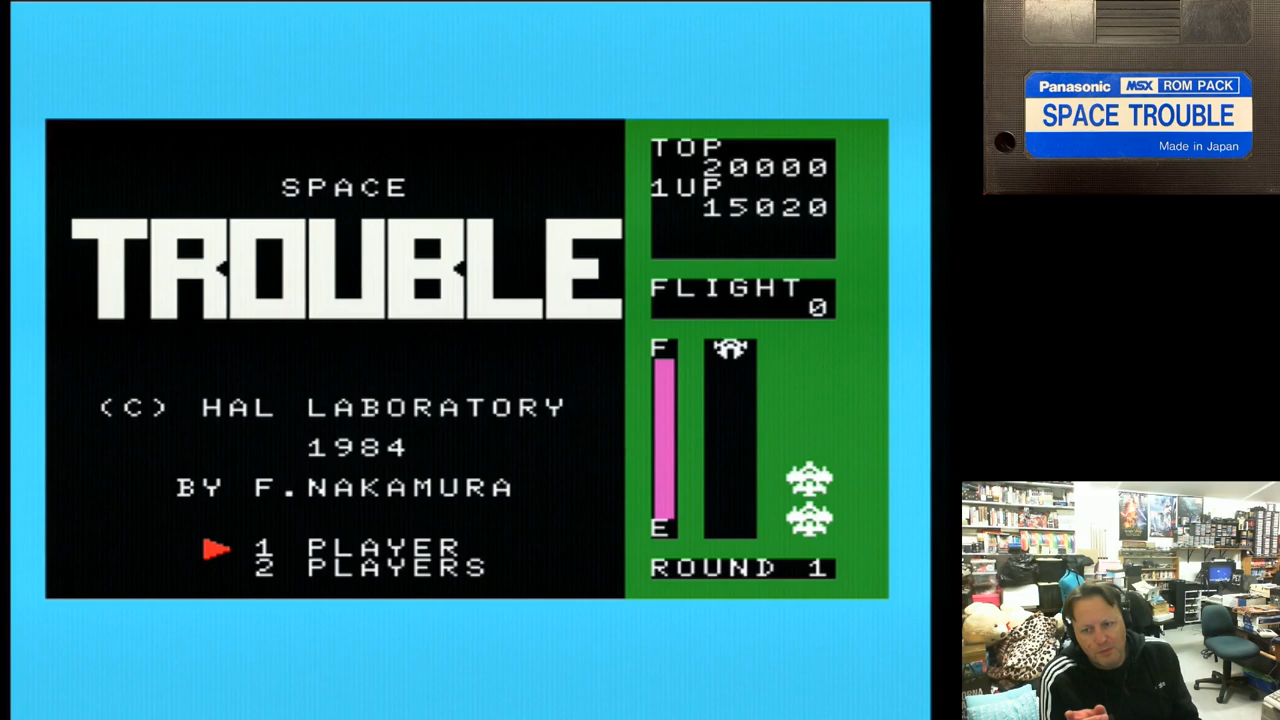 SPACE
TROUBLE
(C) HAL LABORATORY
1984
BY F.NAKAMURA
1 PLAYER
2 PLAYERS
TOP
20000
1UP
15020
FLIGHT
0
F
E
ROUND 1
Panasonic MSX ROM PACK
SPACE TROUBLE
Made in Japan